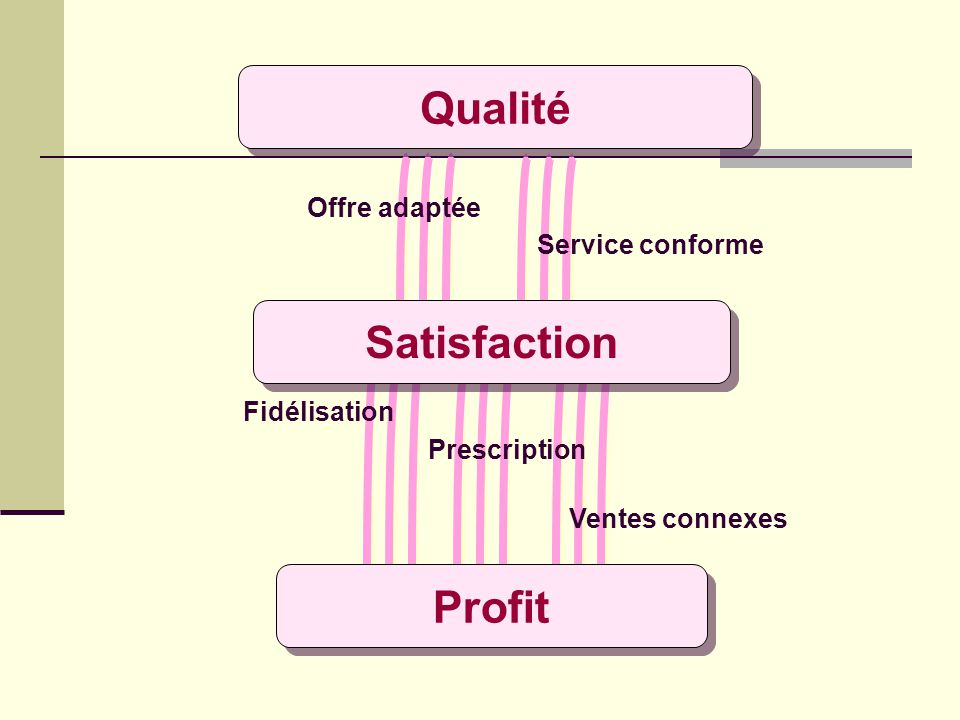 Qualité
Offre adaptée
Service conforme
Satisfaction
Fidélisation
Prescription
Ventes connexes
Profit